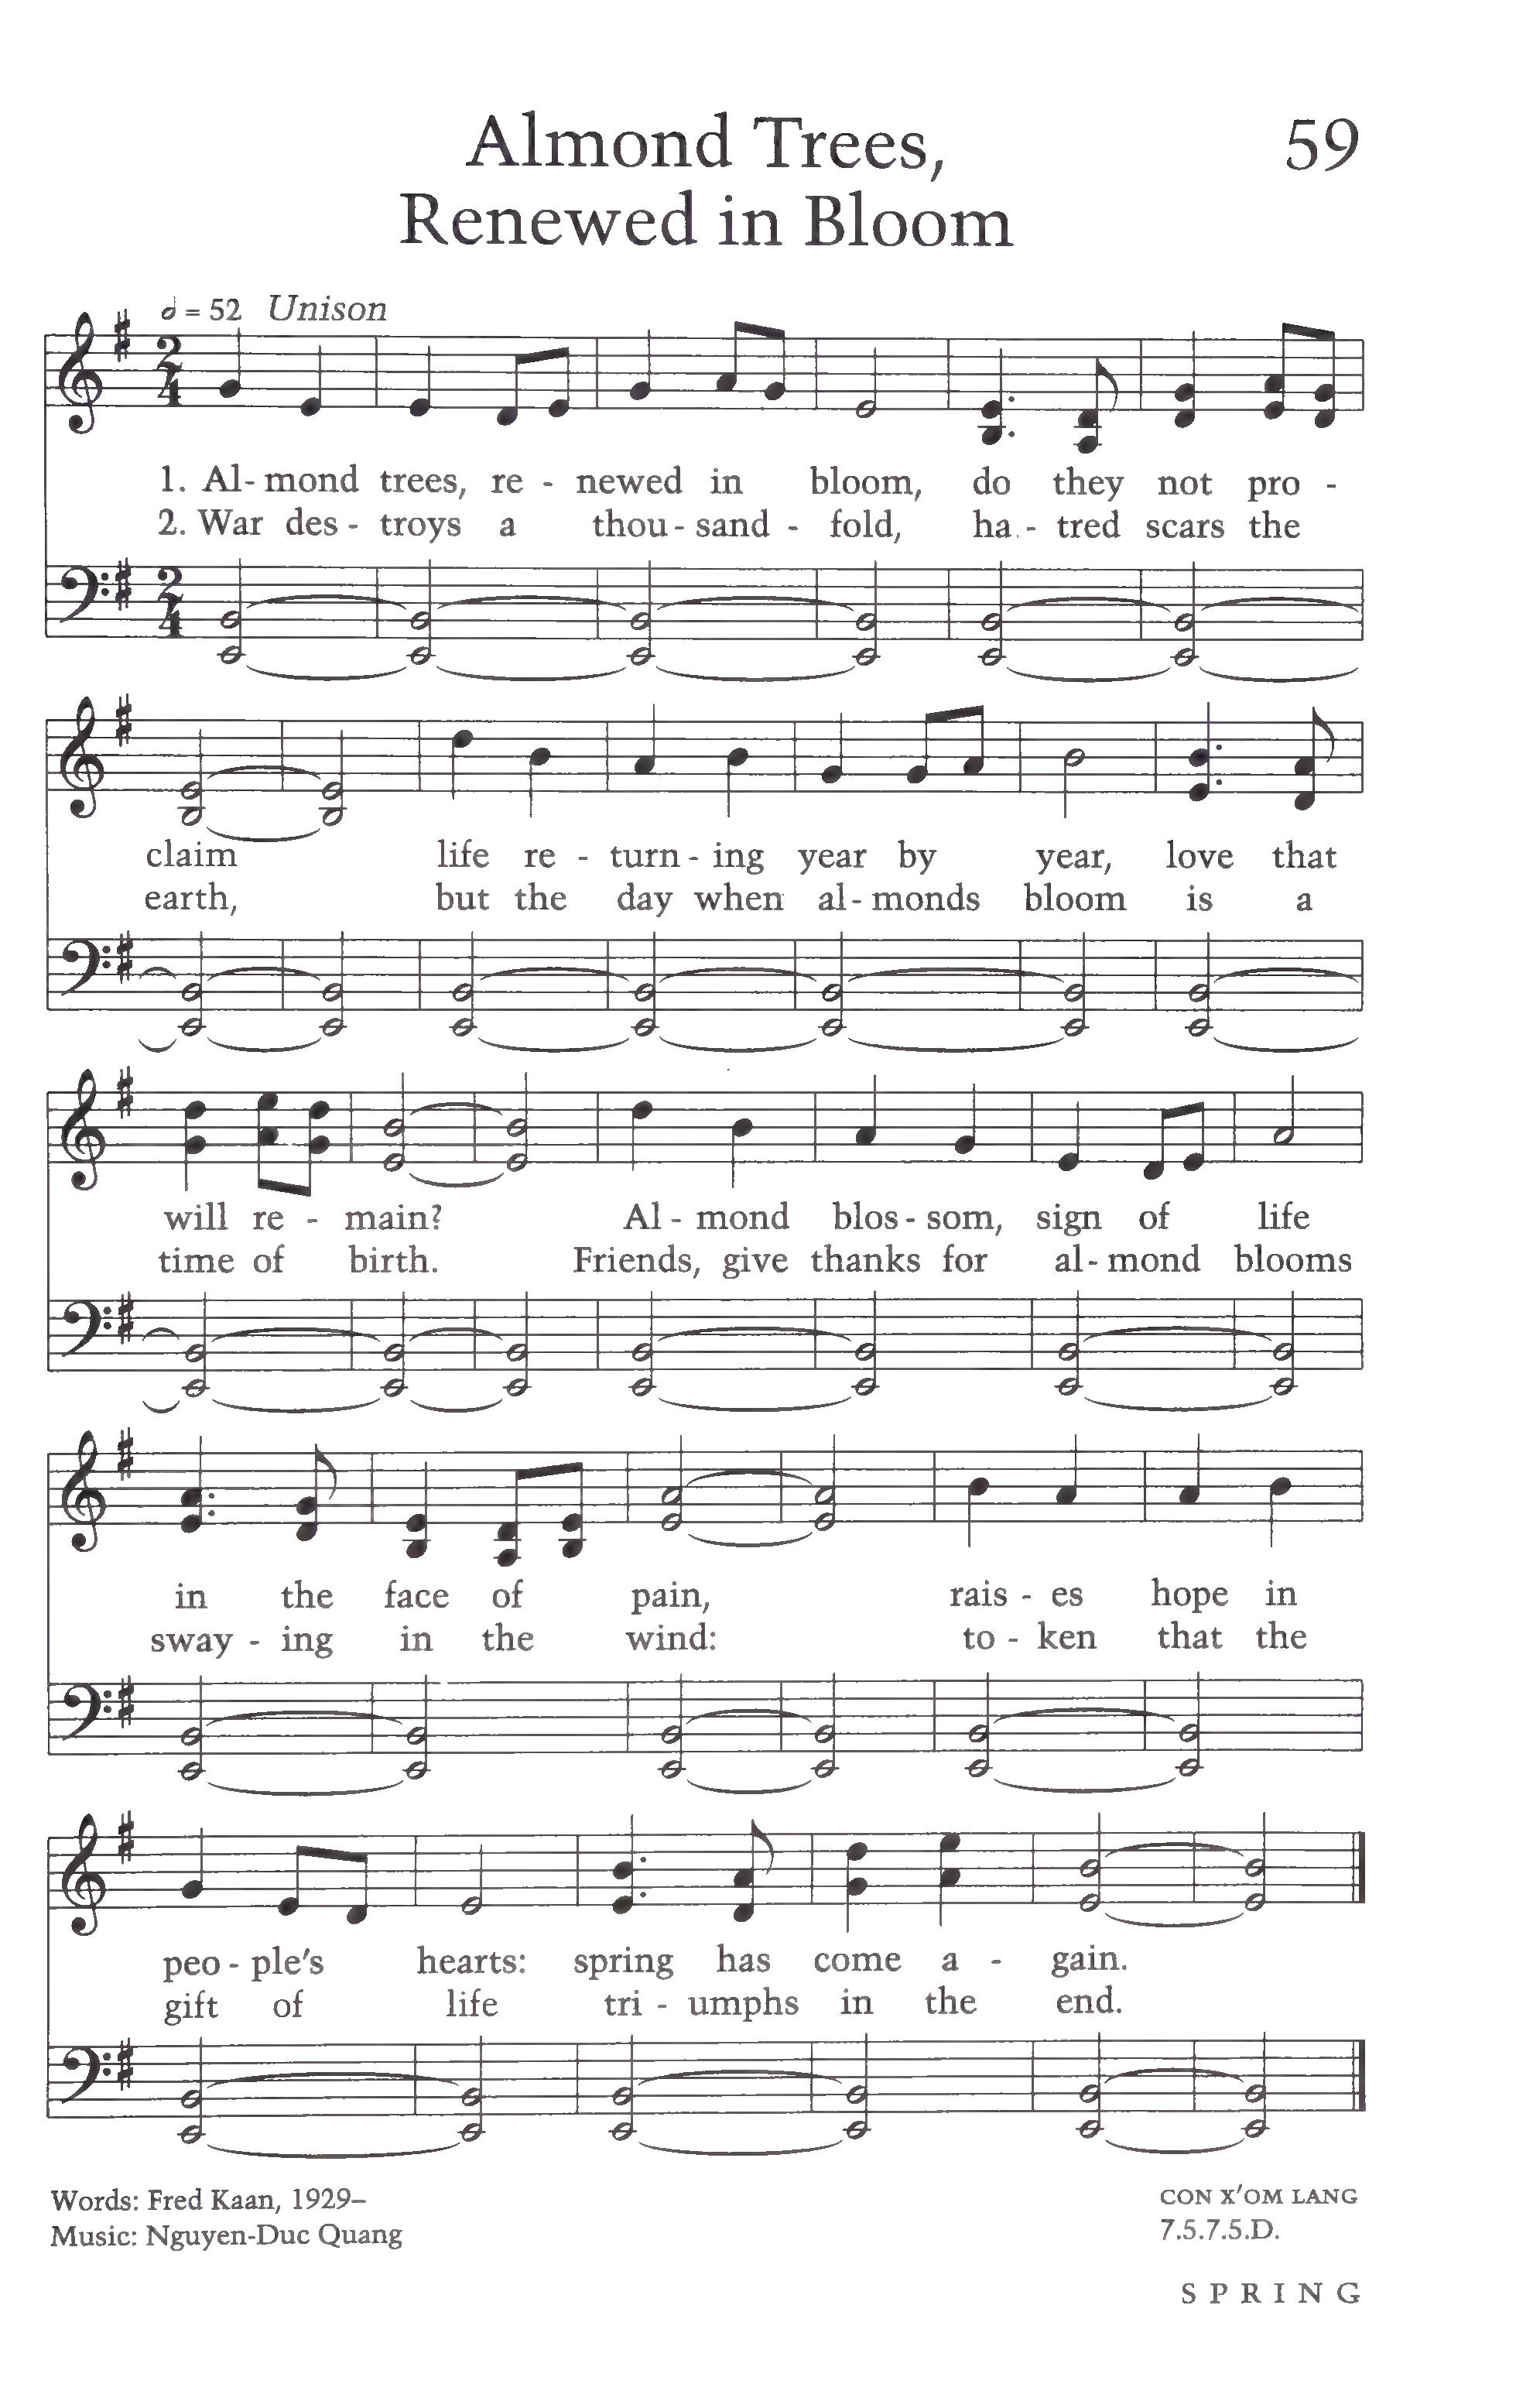 Almond Trees,
Renewed in Bloom
59
𝅗𝅥 = 52 Unison
1. Al- mond trees, re - newed in bloom, do they not pro -
2. War des - troys a thou - sand - fold, ha - tred scars the
claim life re - turn - ing year by year, love that
earth, but the day when al- monds bloom is a
will re - main? Al - mond blos - som, sign of life
time of birth. Friends, give thanks for al- mond blooms
in the face of pain, rais - es hope in
sway - ing in the wind: to - ken that the
peo - ple's hearts: spring has come a - gain.
gift of life tri - umphs in the end.
Words: Fred Kaan, 1929–
Music: Nguyen-Duc Quang
CON X'OM LANG
7.5.7.5.D.
SPRING